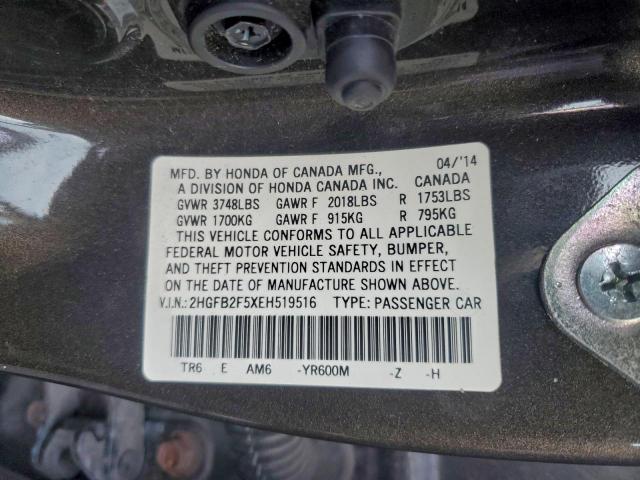 MFD. BY HONDA OF CANADA MFG., 04/'14
A DIVISION OF HONDA CANADA INC. CANADA
GVWR 3748LBS GAWR F 2018LBS R 1753LBS
GVWR 1700KG GAWR F 915KG R 795KG
THIS VEHICLE CONFORMS TO ALL APPLICABLE
FEDERAL MOTOR VEHICLE SAFETY, BUMPER,
AND THEFT PREVENTION STANDARDS IN EFFECT
ON THE DATE OF MANUFACTURE SHOWN ABOVE.
V.I.N.: 2HGFB2F5XEH519516 TYPE: PASSENGER CAR
TR6 E AM6 -YR600M -Z -H